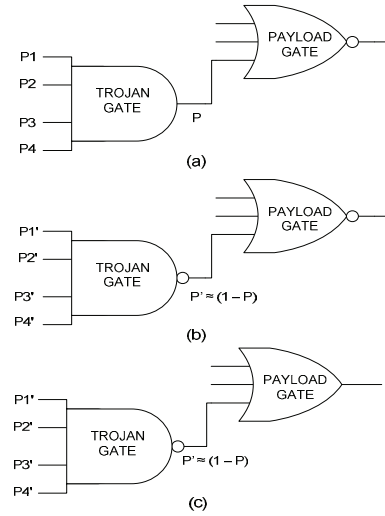 P1
P2
P3
P4
TROJAN
GATE
P
PAYLOAD
GATE
(a)
P1'
P2'
P3'
P4'
TROJAN
GATE
P' ≈ (1 – P)
PAYLOAD
GATE
(b)
P1'
P2'
P3'
P4'
TROJAN
GATE
P' ≈ (1 – P)
PAYLOAD
GATE
(c)